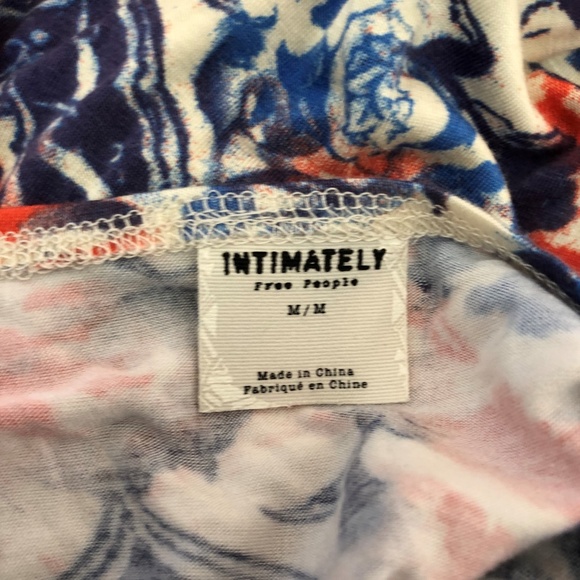 INTIMATELY
Free People
M/M
Made in China
Fabriqué en Chine